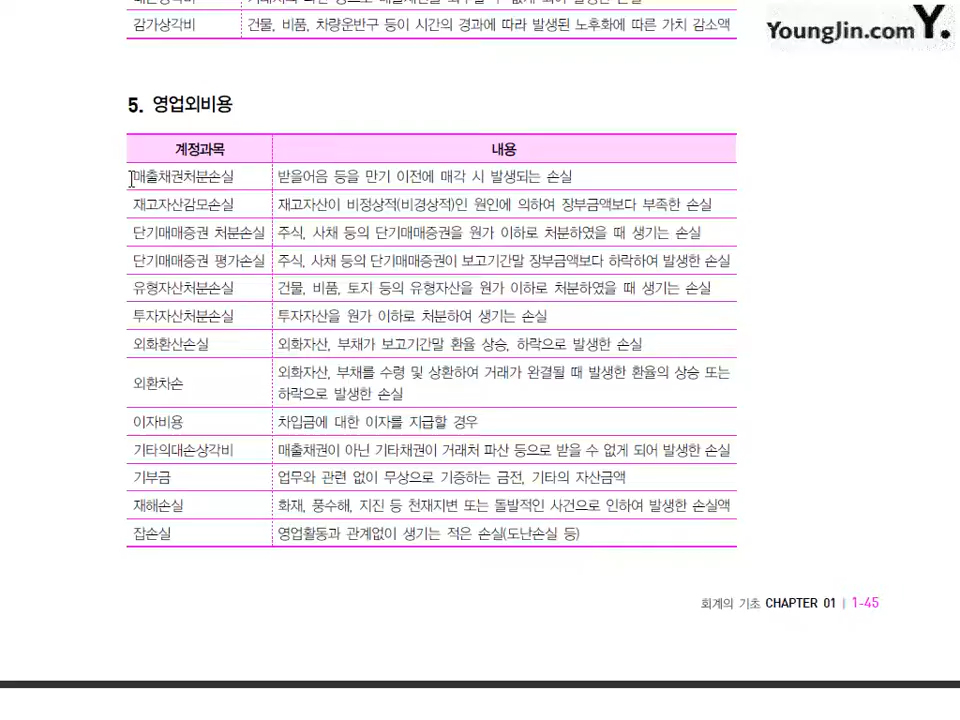 감가상각비 건물, 비품, 차량운반구 등이 시간의 경과에 따라 발생된 노후화에 따른 가치 감소액
YoungJin.com Y.
5. 영업외비용
계정과목 내용
매출채권처분손실 받을어음 등을 만기 이전에 매각 시 발생되는 손실
재고자산감모손실 재고자산이 비정상적(비경상적)인 원인에 의하여 장부금액보다 부족한 손실
단기매매증권 처분손실 주식, 사채 등의 단기매매증권을 원가 이하로 처분하였을 때 생기는 손실
단기매매증권 평가손실 주식, 사채 등의 단기매매증권이 보고기간말 장부금액보다 하락하여 발생한 손실
유형자산처분손실 건물, 비품, 토지 등의 유형자산을 원가 이하로 처분하였을 때 생기는 손실
투자자산처분손실 투자자산을 원가 이하로 처분하여 생기는 손실
외화환산손실 외화자산, 부채가 보고기간말 환율 상승, 하락으로 발생한 손실
외환차손 외화자산, 부채를 수령 및 상환하여 거래가 완결될 때 발생한 환율의 상승 또는
하락으로 발생한 손실
이자비용 차입금에 대한 이자를 지급할 경우
기타의대손상각비 매출채권이 아닌 기타채권이 거래처 파산 등으로 받을 수 없게 되어 발생한 손실
기부금 업무와 관련 없이 무상으로 기증하는 금전, 기타의 자산금액
재해손실 화재, 풍수해, 지진 등 천재지변 또는 돌발적인 사건으로 인하여 발생한 손실액
잡손실 영업활동과 관계없이 생기는 적은 손실(도난손실 등)
회계의 기초 CHAPTER 01 | 1-45